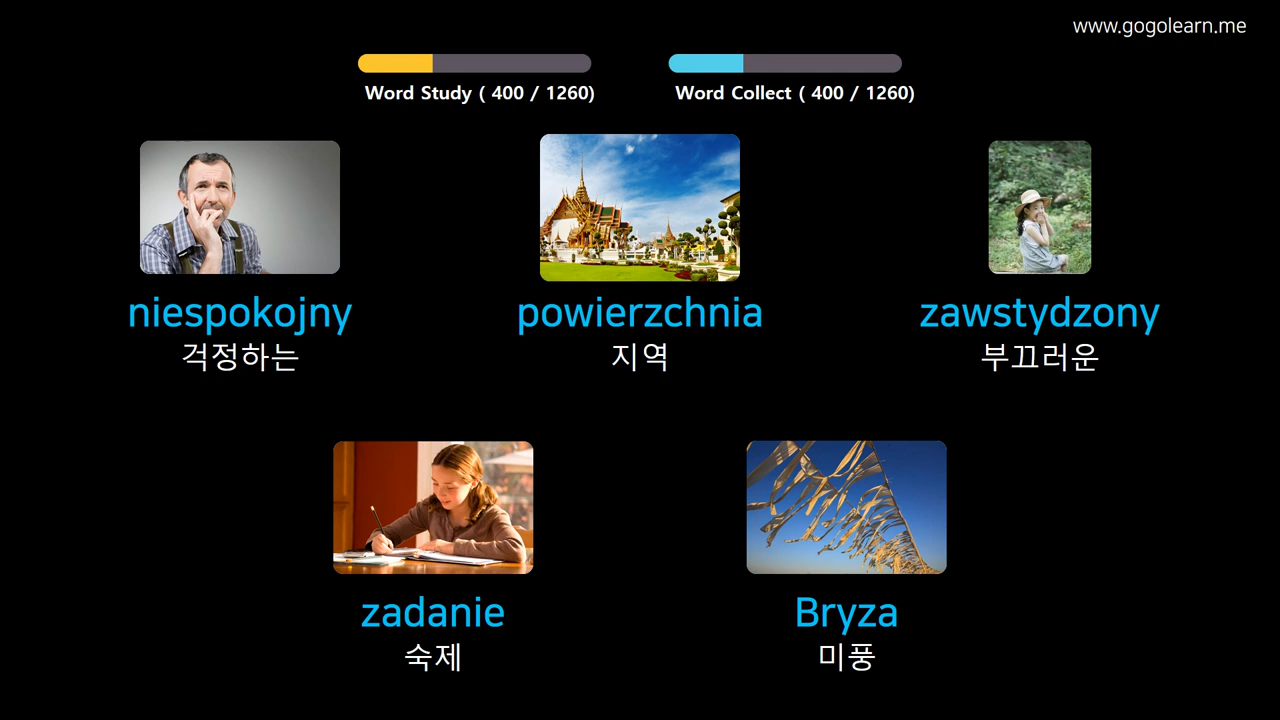 www.gogolearn.me
Word Study ( 400 / 1260)
Word Collect ( 400 / 1260)
niespokojny
걱정하는
powierzchnia
지역
zawstydzony
부끄러운
zadanie
숙제
Bryza
미풍